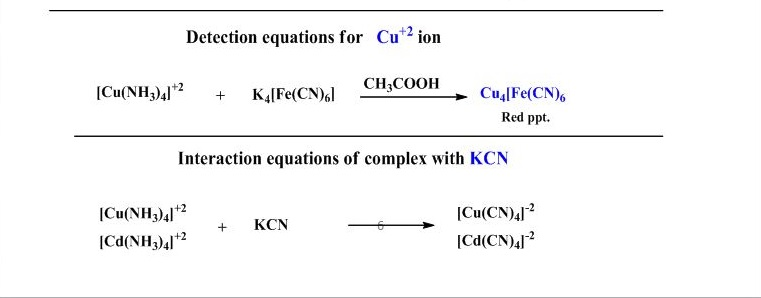 Detection equations for Cu+2 ion
[Cu(NH3)4]+2 + K4[Fe(CN)6] CH3COOH Cu4[Fe(CN)6
Red ppt.
Interaction equations of complex with KCN
[Cu(NH3)4]+2 [Cu(CN)4]-2
+ KCN 6
[Cd(NH3)4]+2 [Cd(CN)4]-2